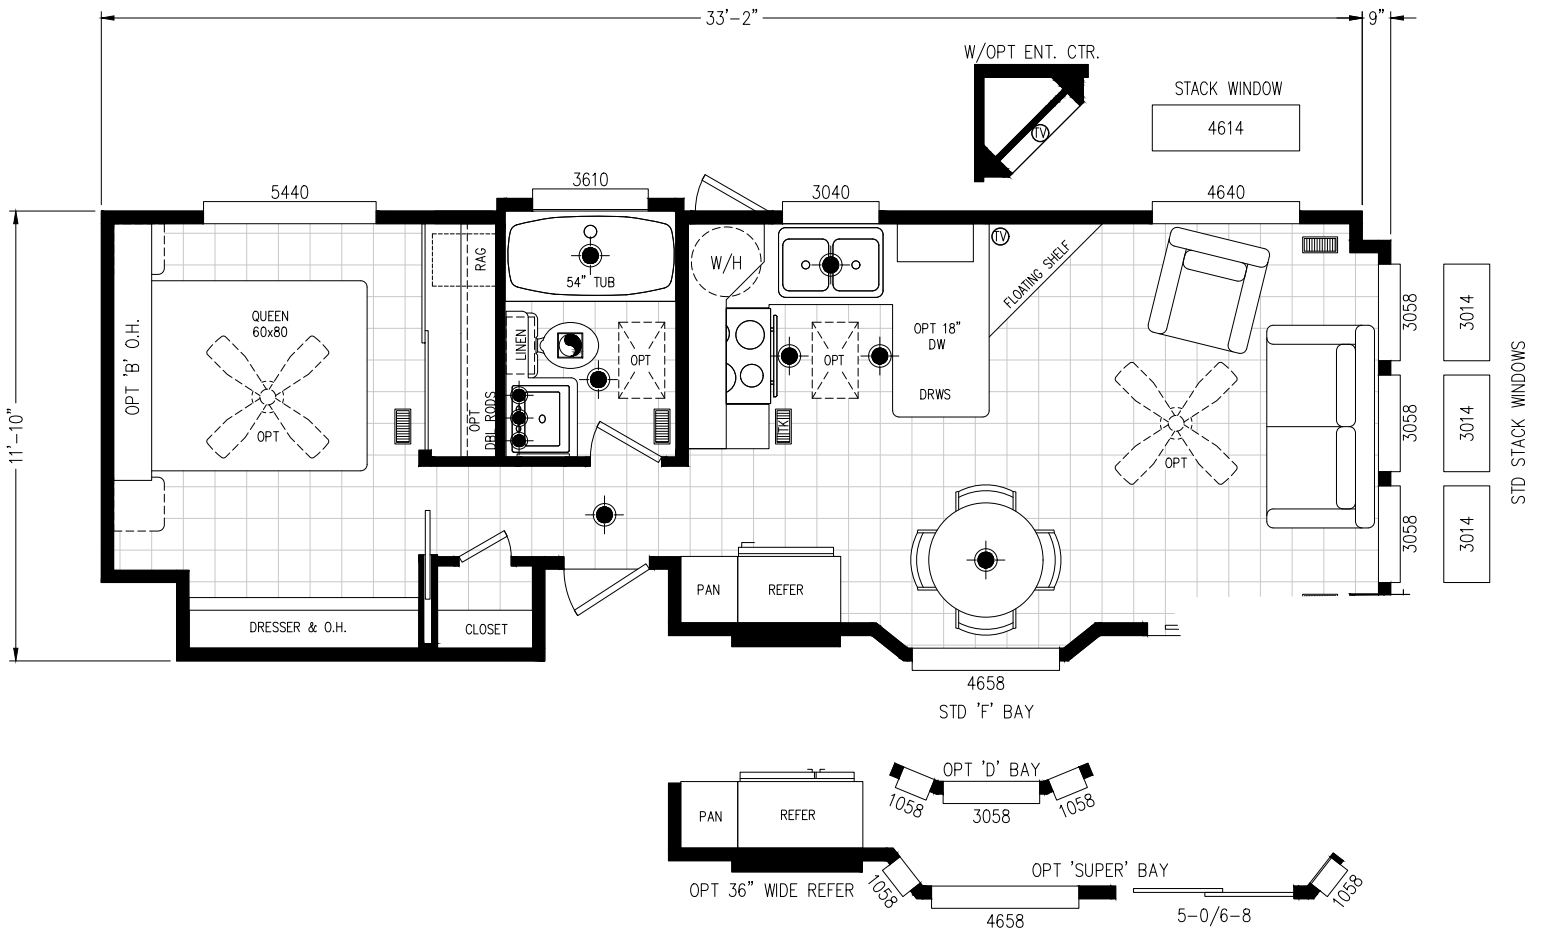 33'-2"
9"
W/OPT ENT. CTR.
TV
STACK WINDOW
4614
5440
3610
3040
4640
11'-10"
OPT 'B' O.H.
QUEEN
60x80
OPT
RAG
OPT
DBL RODS
54" TUB
LINEN
OPT
W/H
OPT
TK
OPT 18"
DW
DRWS
TV
FLOATING SHELF
OPT
3058
3058
3058
3014
3014
3014
STD STACK WINDOWS
DRESSER & O.H.
CLOSET
PAN
REFER
4658
STD 'F' BAY
PAN
REFER
OPT 36" WIDE REFER
OPT 'D' BAY
1058
3058
1058
OPT 'SUPER' BAY
1058
4658
5-0/6-8
1058